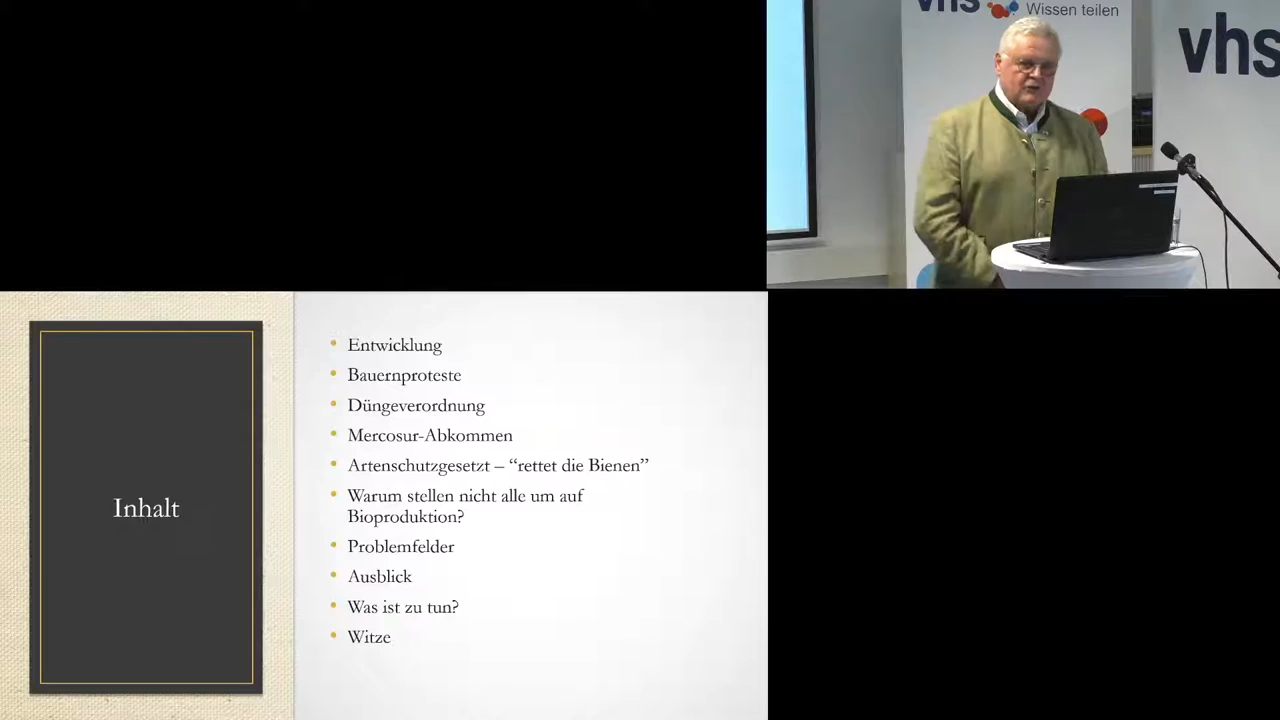 vhs
Wissen teilen
vhs
Inhalt
Entwicklung
Bauernproteste
Düngeverordnung
Mercosur-Abkommen
Artenschutzgesetzt – “rettet die Bienen”
Warum stellen nicht alle um auf
Bioproduktion?
Problemfelder
Ausblick
Was ist zu tun?
Witze